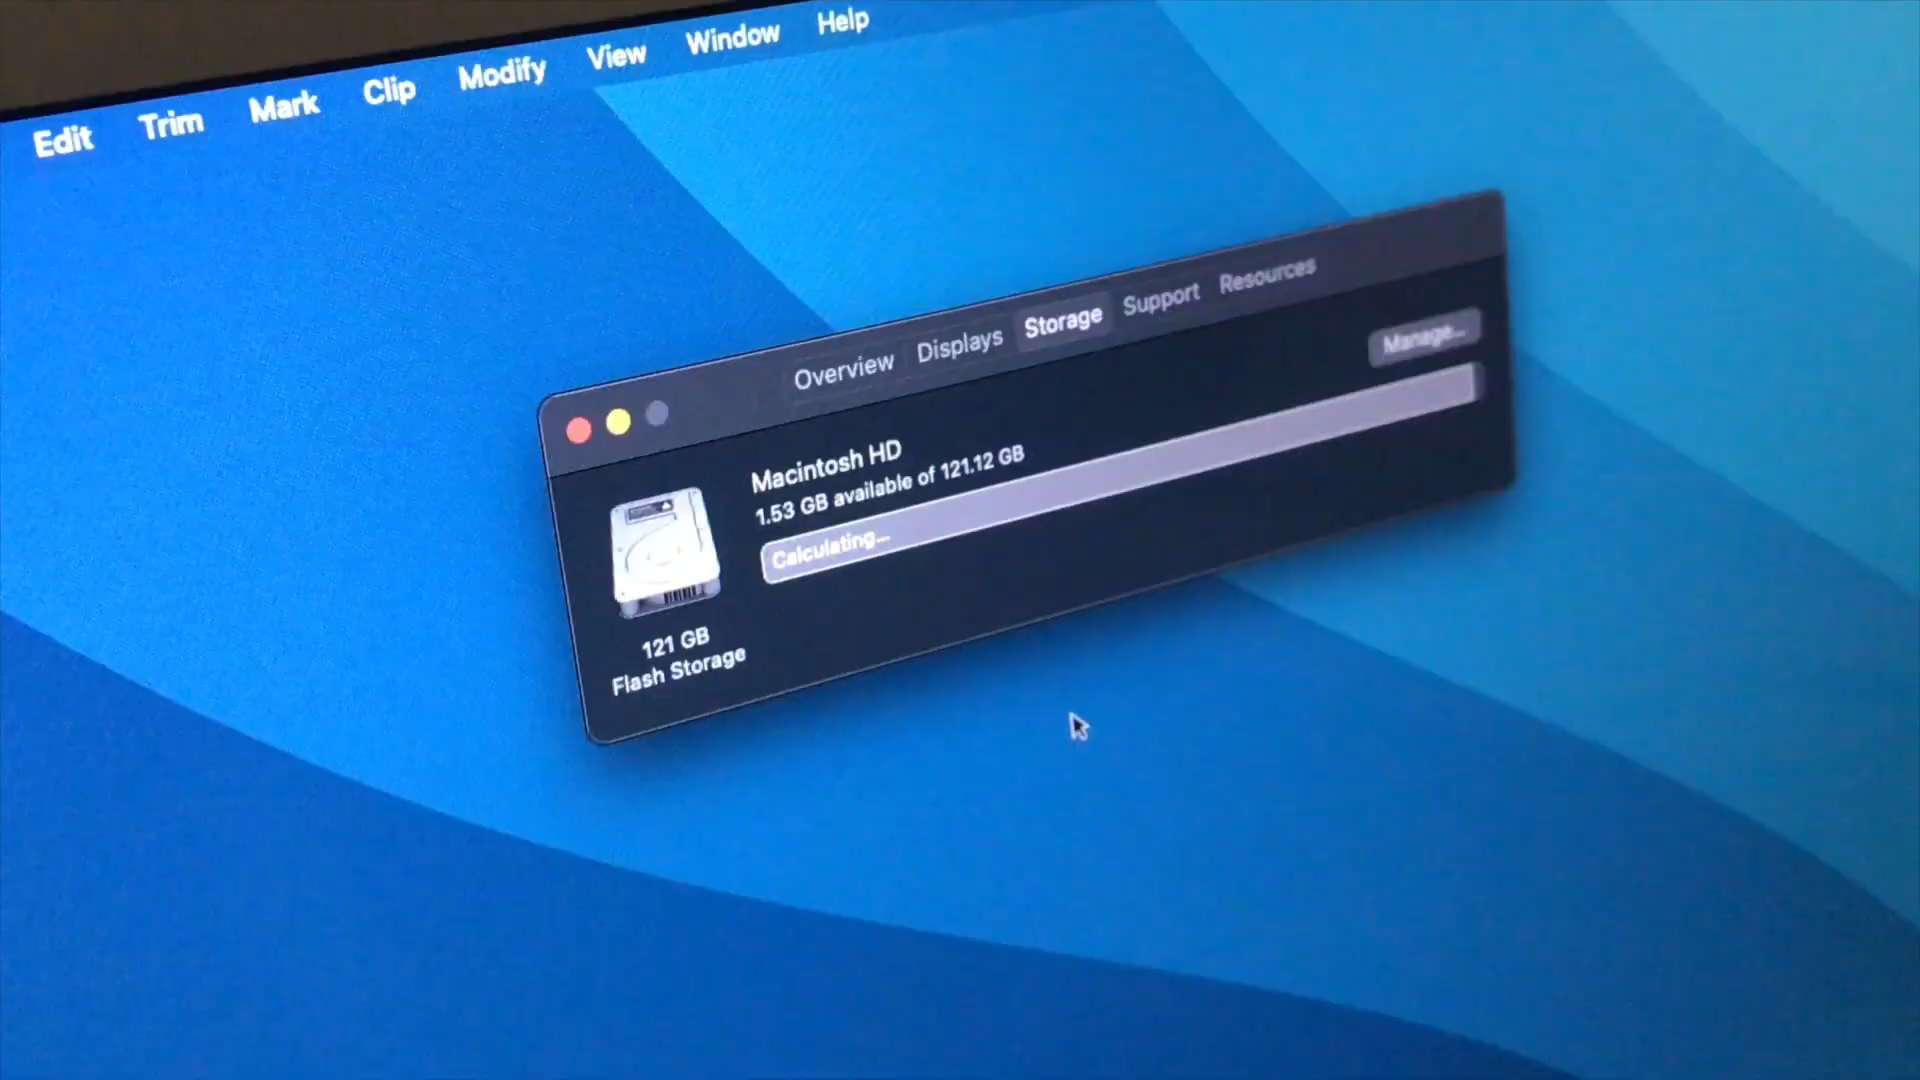 Edit Trim Mark Clip Modify View Window Help
Overview Displays Storage Support Resources
Manage...
Macintosh HD
1.53 GB available of 121.12 GB
Calculating...
121 GB
Flash Storage